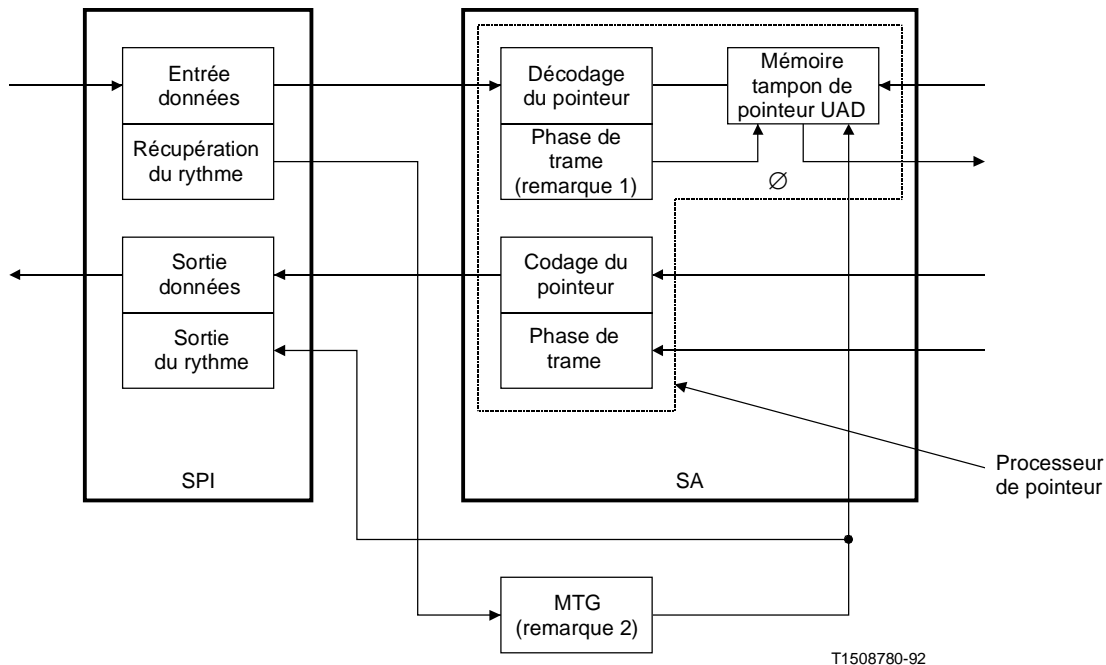 Entrée
données
Récupération
du rythme
Sortie
données
Sortie
du rythme
SPI
Décodage
du pointeur
Phase de
trame
(remarque 1)
Mémoire
tampon de
pointeur UAD
∅
Codage du
pointeur
Phase de
trame
SA
Processeur
de pointeur
MTG
(remarque 2)
T1508780-92